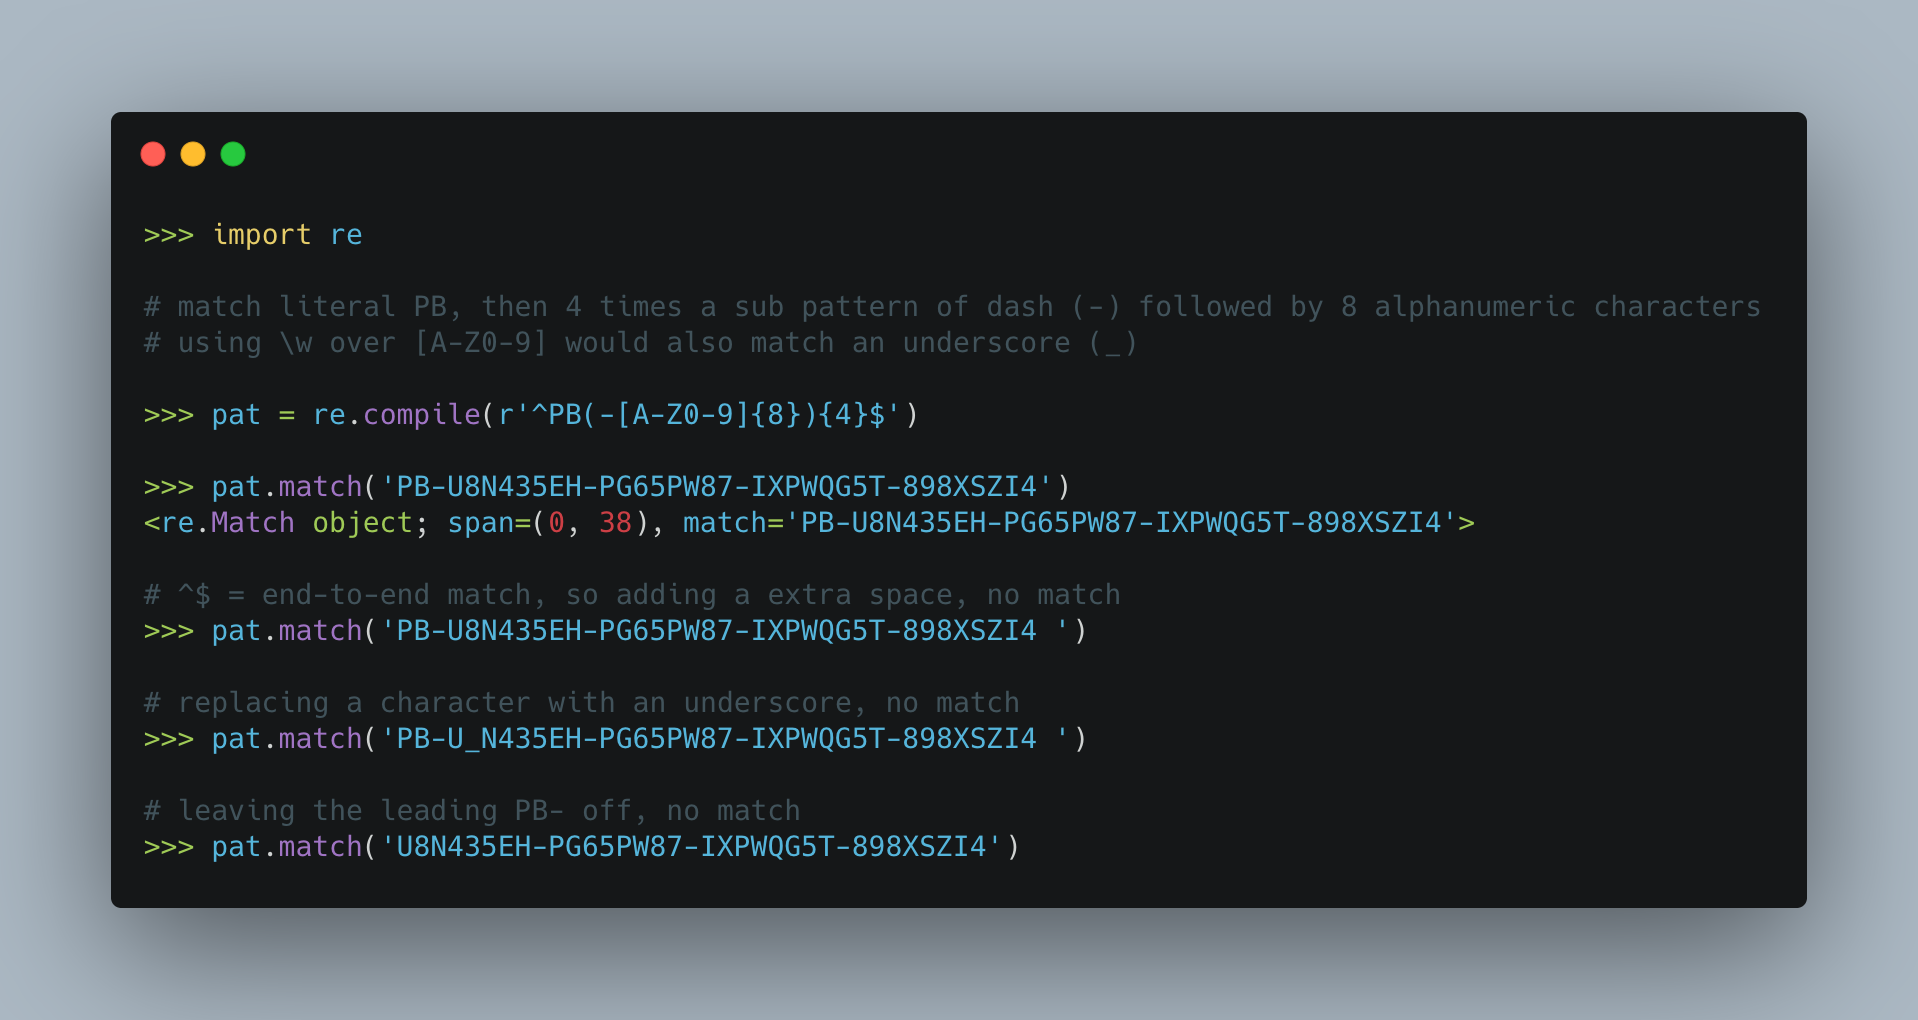 >>> import re
# match literal PB, then 4 times a sub pattern of dash (-) followed by 8 alphanumeric characters
# using \w over [A-Z0-9] would also match an underscore (_)
>>> pat = re.compile(r'^PB(-[A-Z0-9]{8}){4}$')
>>> pat.match('PB-U8N435EH-PG65PW87-IXPWQG5T-898XSZI4')
<re.Match object; span=(0, 38), match='PB-U8N435EH-PG65PW87-IXPWQG5T-898XSZI4'>
# ^$ = end-to-end match, so adding a extra space, no match
>>> pat.match('PB-U8N435EH-PG65PW87-IXPWQG5T-898XSZI4 ')
# replacing a character with an underscore, no match
>>> pat.match('PB-U_N435EH-PG65PW87-IXPWQG5T-898XSZI4 ')
# leaving the leading PB- off, no match
>>> pat.match('U8N435EH-PG65PW87-IXPWQG5T-898XSZI4')